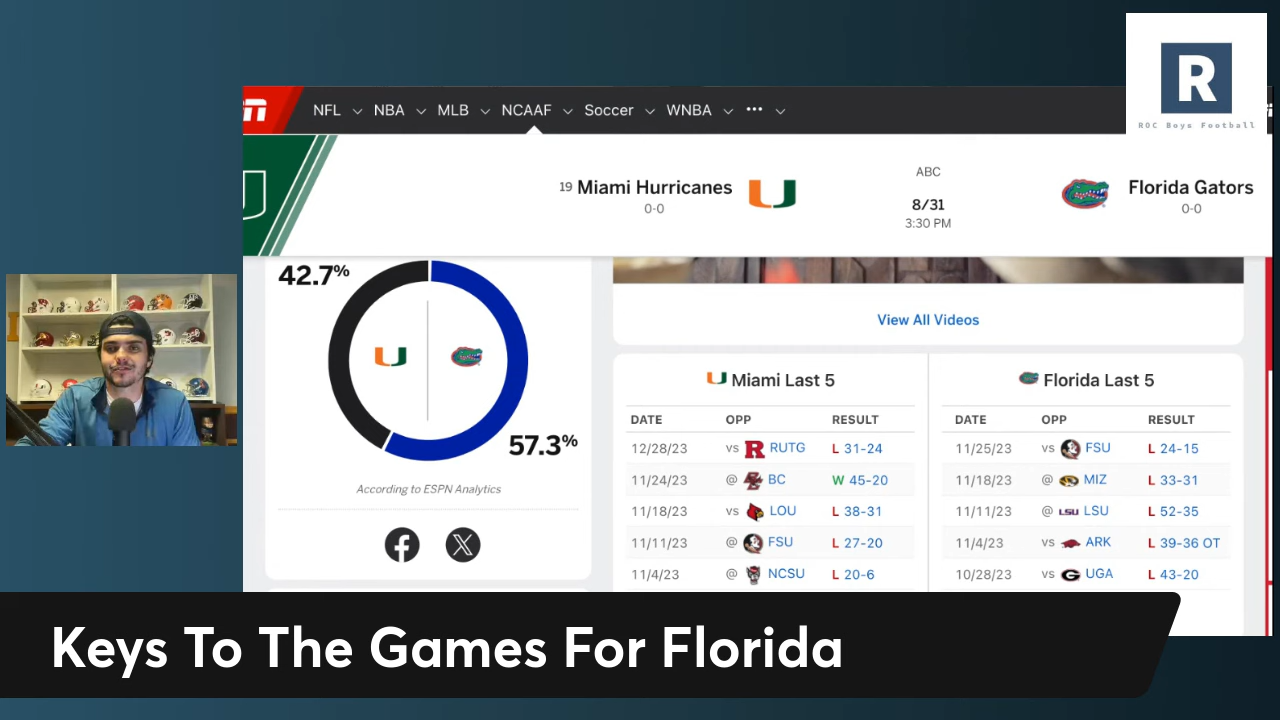 R
ROC Boys Football
NFL NBA MLB NCAAF Soccer WNBA •••
19 Miami Hurricanes
0-0
ABC
8/31
3:30 PM
Florida Gators
0-0
42.7%
57.3%
According to ESPN Analytics
View All Videos
Miami Last 5
DATE OPP RESULT
12/28/23 vs RUTG L 31-24
11/24/23 @ BC W 45-20
11/18/23 vs LOU L 38-31
11/11/23 @ FSU L 27-20
11/4/23 @ NCSU L 20-6
Florida Last 5
DATE OPP RESULT
11/25/23 vs FSU L 24-15
11/18/23 @ MIZ L 33-31
11/11/23 @ LSU LSU L 52-35
11/4/23 vs ARK L 39-36 OT
10/28/23 vs UGA L 43-20
Keys To The Games For Florida